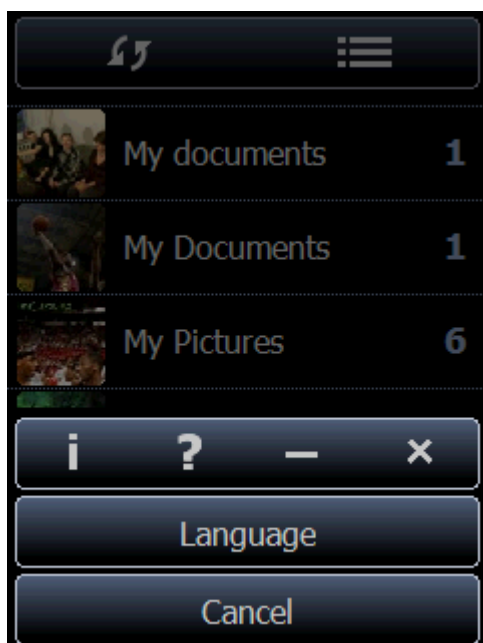 My documents 1
My Documents 1
My Pictures 6
i ? – ×
Language
Cancel